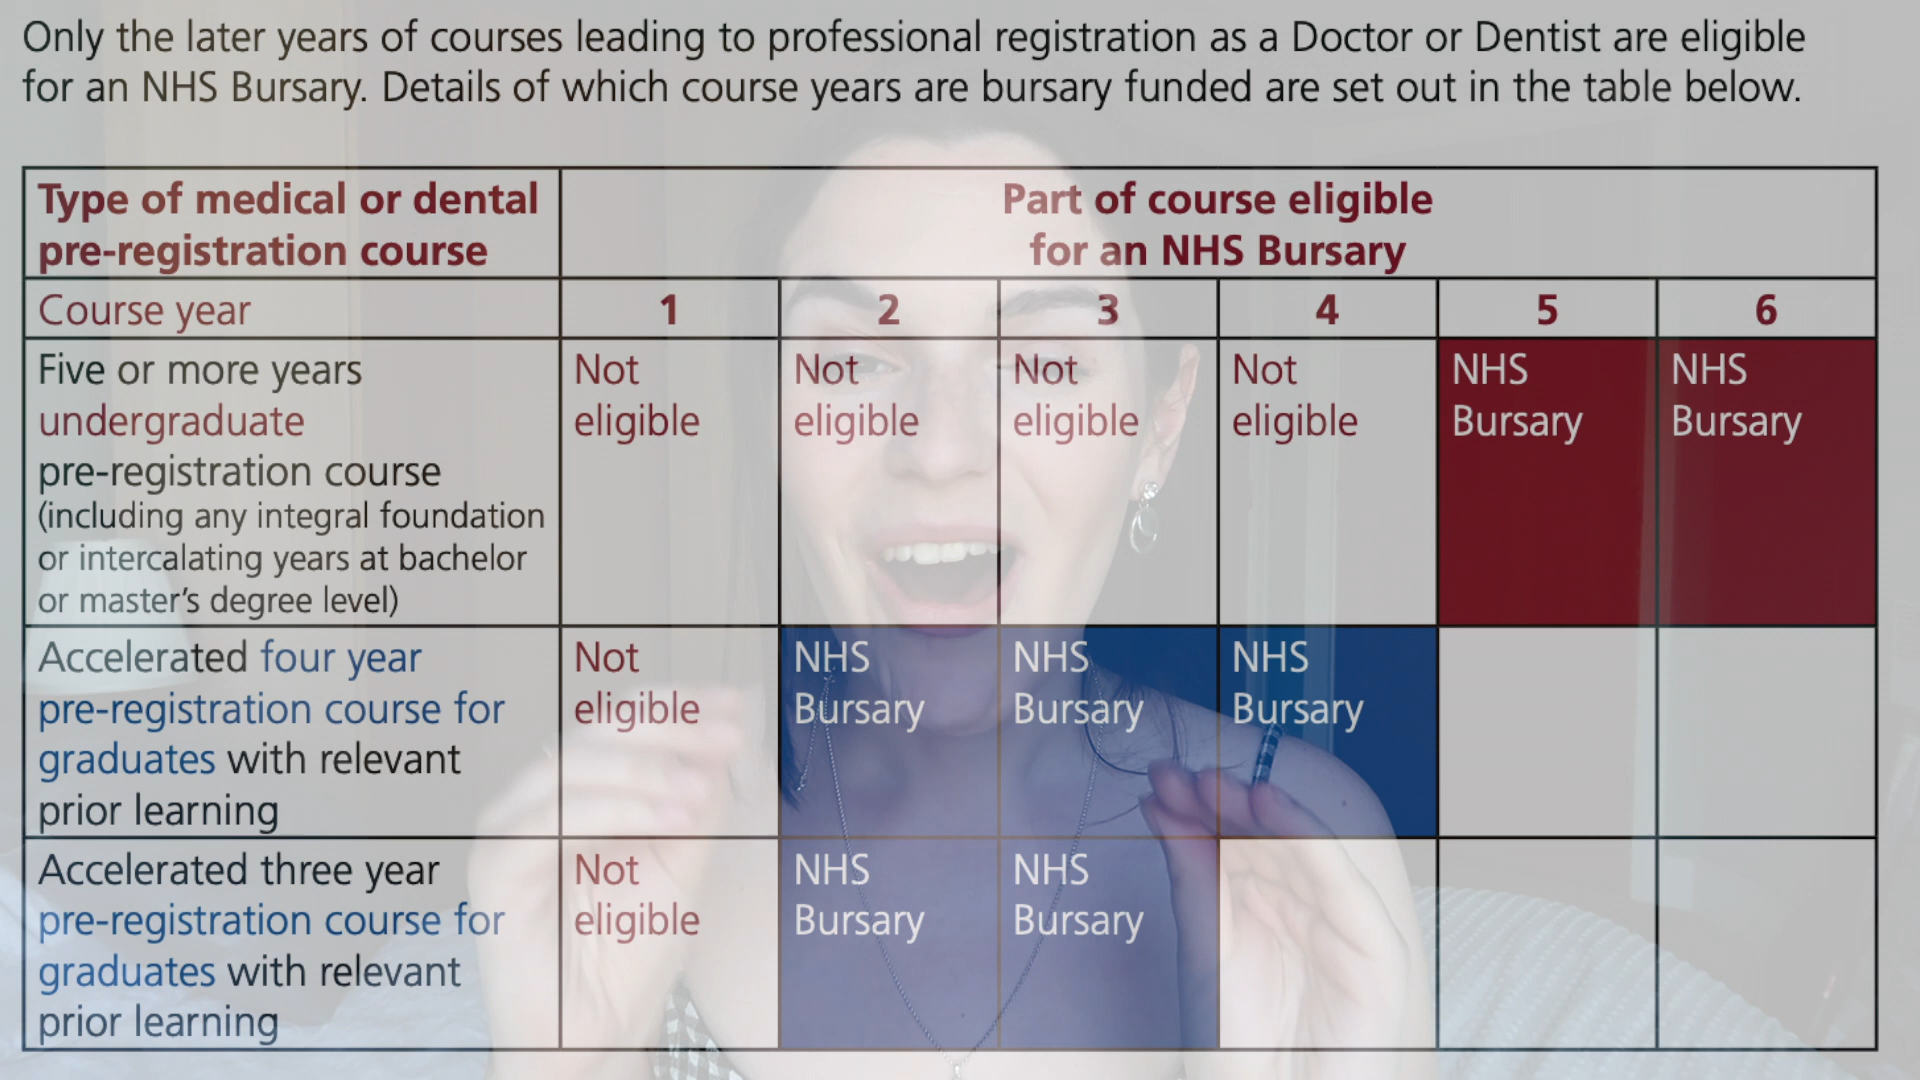 Only the later years of courses leading to professional registration as a Doctor or Dentist are eligible
for an NHS Bursary. Details of which course years are bursary funded are set out in the table below.
Type of medical or dental
pre-registration course
Part of course eligible
for an NHS Bursary
Course year
1
2
3
4
5
6
Five or more years
undergraduate
pre-registration course
(including any integral foundation
or intercalating years at bachelor
or master's degree level)
Not
eligible
Not
eligible
Not
eligible
Not
eligible
NHS
Bursary
NHS
Bursary
Accelerated four year
pre-registration course for
graduates with relevant
prior learning
Not
eligible
NHS
Bursary
NHS
Bursary
NHS
Bursary
Accelerated three year
pre-registration course for
graduates with relevant
prior learning
Not
eligible
NHS
Bursary
NHS
Bursary